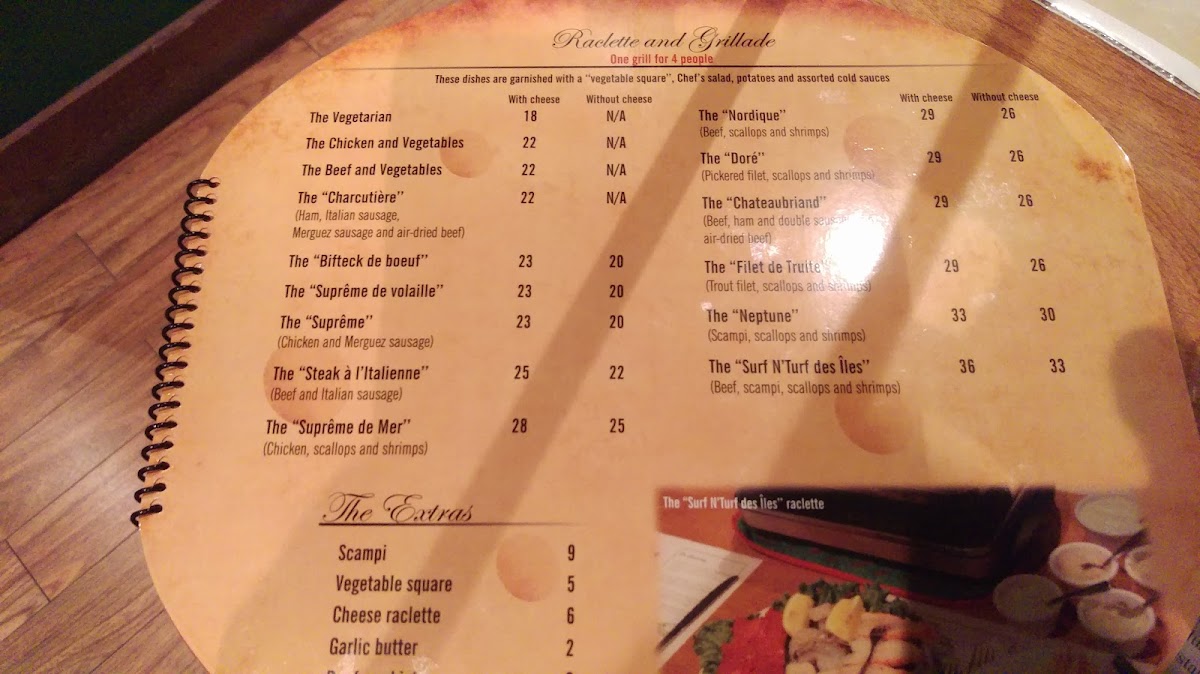 Raclette and Grillade
One grill for 4 people
These dishes are garnished with a "vegetable square", Chef's salad, potatoes and assorted cold sauces
With cheese Without cheese
The Vegetarian 18 N/A
The Chicken and Vegetables 22 N/A
The Beef and Vegetables 22 N/A
The "Charcutière" 22 N/A
(Ham, Italian sausage,
Merguez sausage and air-dried beef)
The "Bifteck de boeuf" 23 20
The "Suprême de volaille" 23 20
The "Suprême" 23 20
(Chicken and Merguez sausage)
The "Steak à l'Italienne" 25 22
(Beef and Italian sausage)
The "Suprême de Mer" 28 25
(Chicken, scallops and shrimps)
With cheese Without cheese
The "Nordique" 29 26
(Beef, scallops and shrimps)
The "Doré" 29 26
(Pickered filet, scallops and shrimps)
The "Chateaubriand" 29 26
(Beef, ham and double
air-dried beef)
The "Filet de Truite" 29 26
(Trout filet, scallops and shrimps)
The "Neptune" 33 30
(Scampi, scallops and shrimps)
The "Surf N'Turf des Îles" 36 33
(Beef, scampi, scallops and shrimps)
The Extras
Scampi 9
Vegetable square 5
Cheese raclette 6
Garlic butter 2
The "Surf N'Turf des Îles" raclette